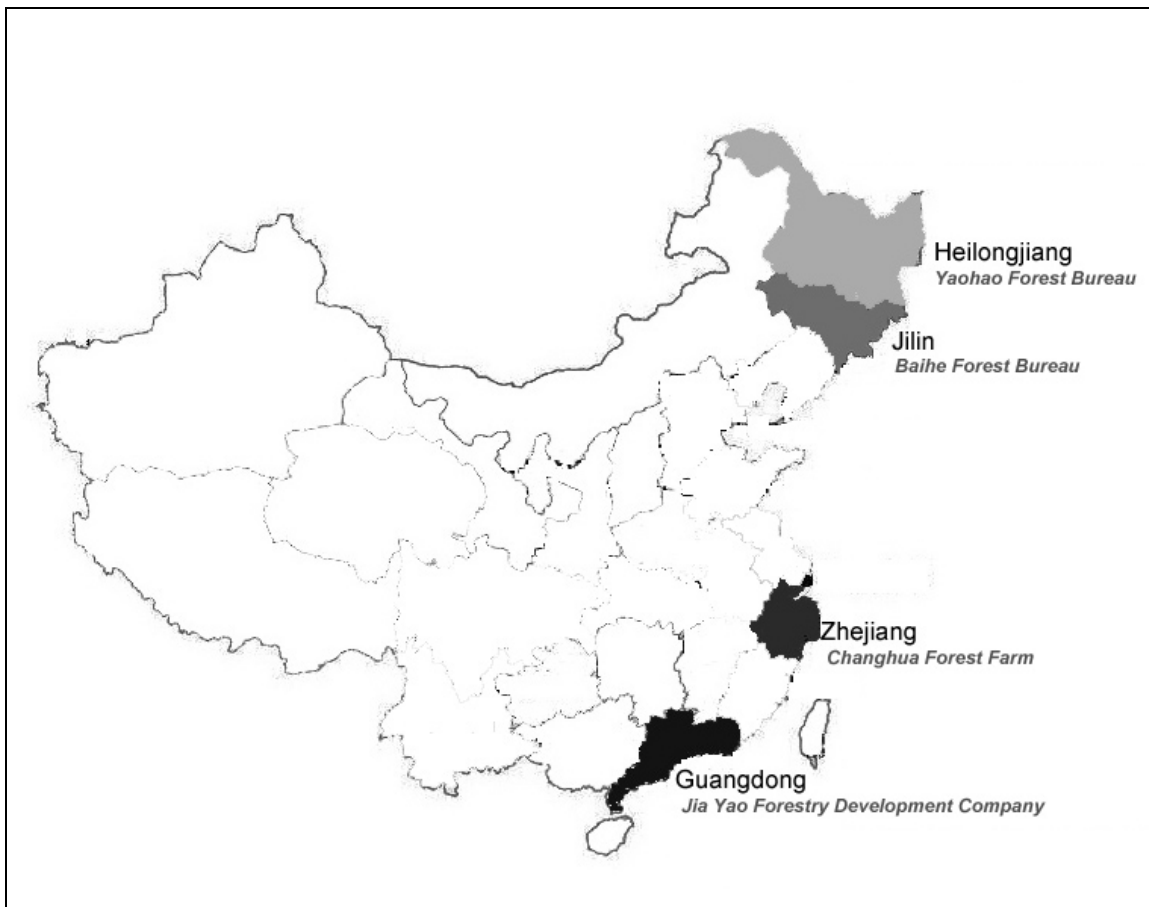 Heilongjiang
Yaohao Forest Bureau
Jilin
Baihe Forest Bureau
Zhejiang
Changhua Forest Farm
Guangdong
Jia Yao Forestry Development Company